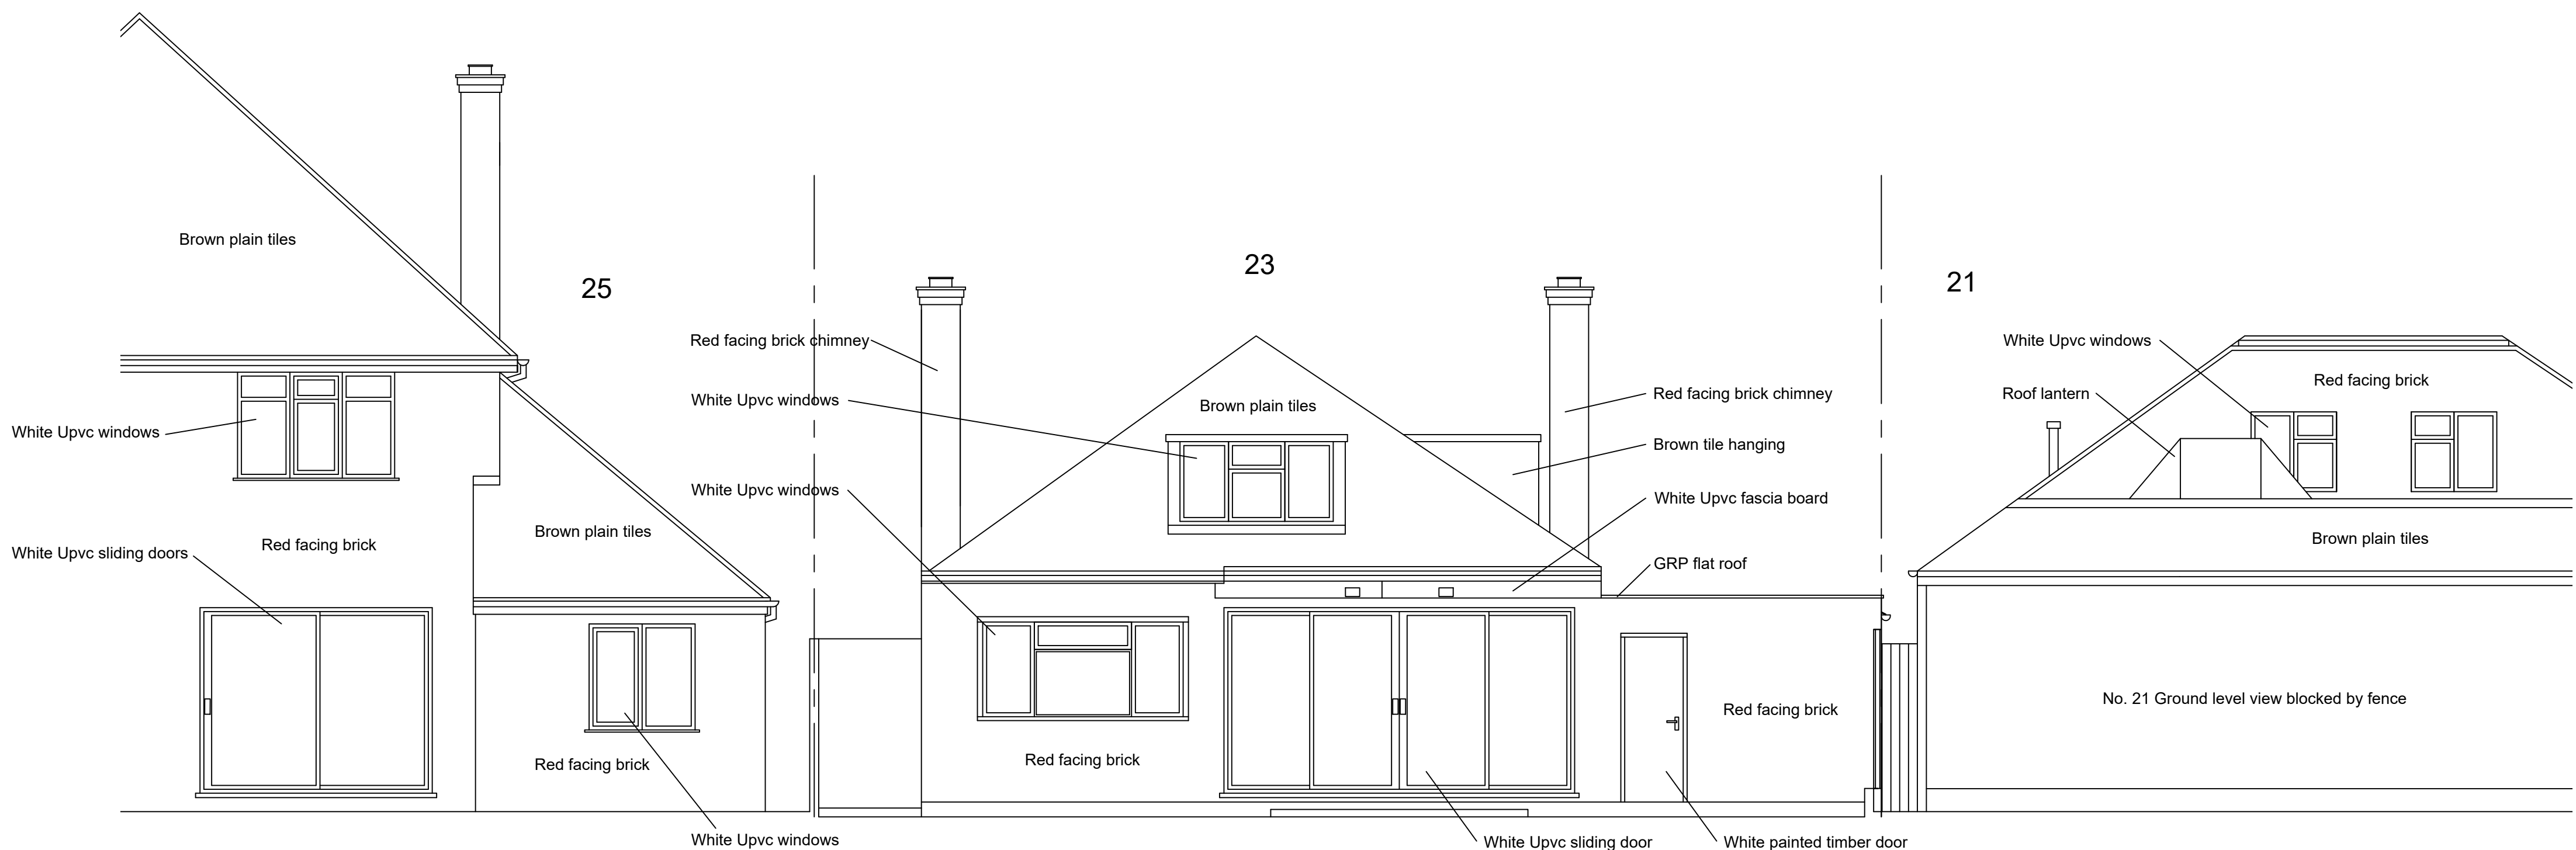 Brown plain tiles
25
White Upvc windows
Red facing brick
White Upvc sliding doors
Brown plain tiles
Red facing brick
White Upvc windows
23
Red facing brick chimney
White Upvc windows
Brown plain tiles
White Upvc windows
Red facing brick chimney
Brown tile hanging
White Upvc fascia board
GRP flat roof
Red facing brick
Red facing brick
White Upvc sliding door
White painted timber door
21
White Upvc windows
Red facing brick
Roof lantern
Brown plain tiles
No. 21 Ground level view blocked by fence